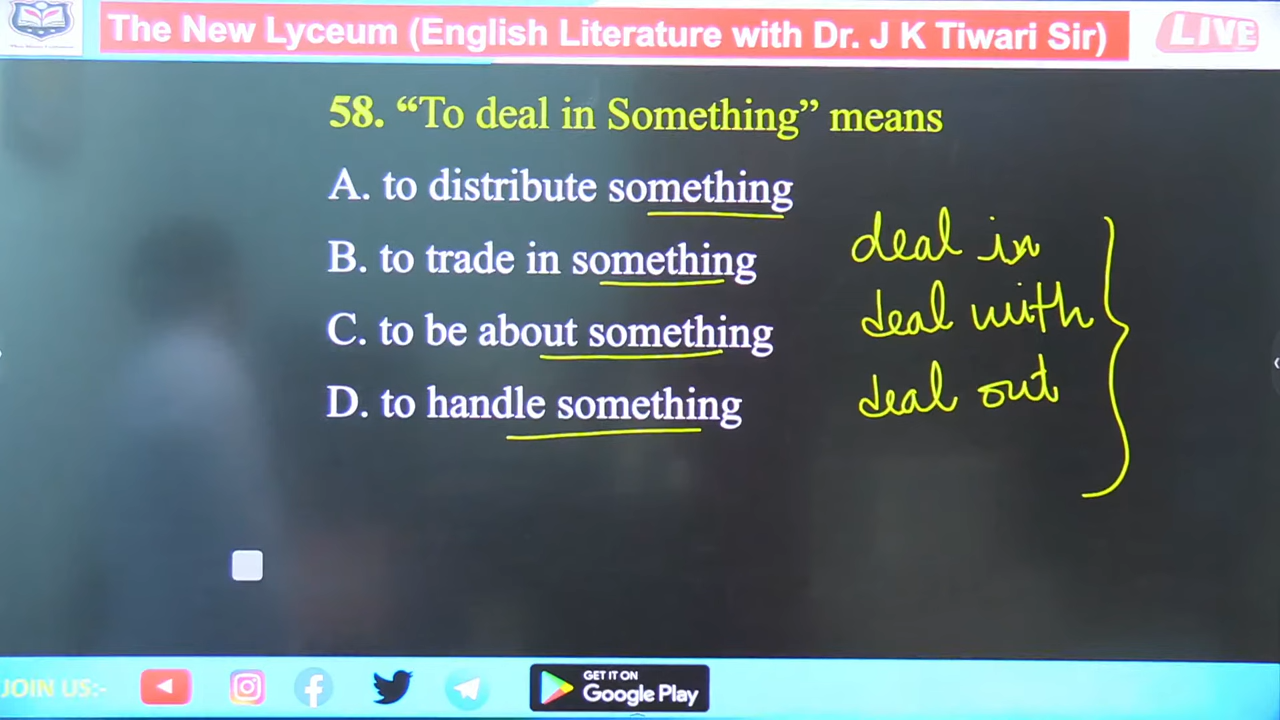 The New Lyceum (English Literature with Dr. J K Tiwari Sir)
LIVE
58. “To deal in Something” means
A. to distribute something
B. to trade in something
C. to be about something
D. to handle something
deal in
deal with
deal out
JOIN US:-
GET IT ON
Google Play